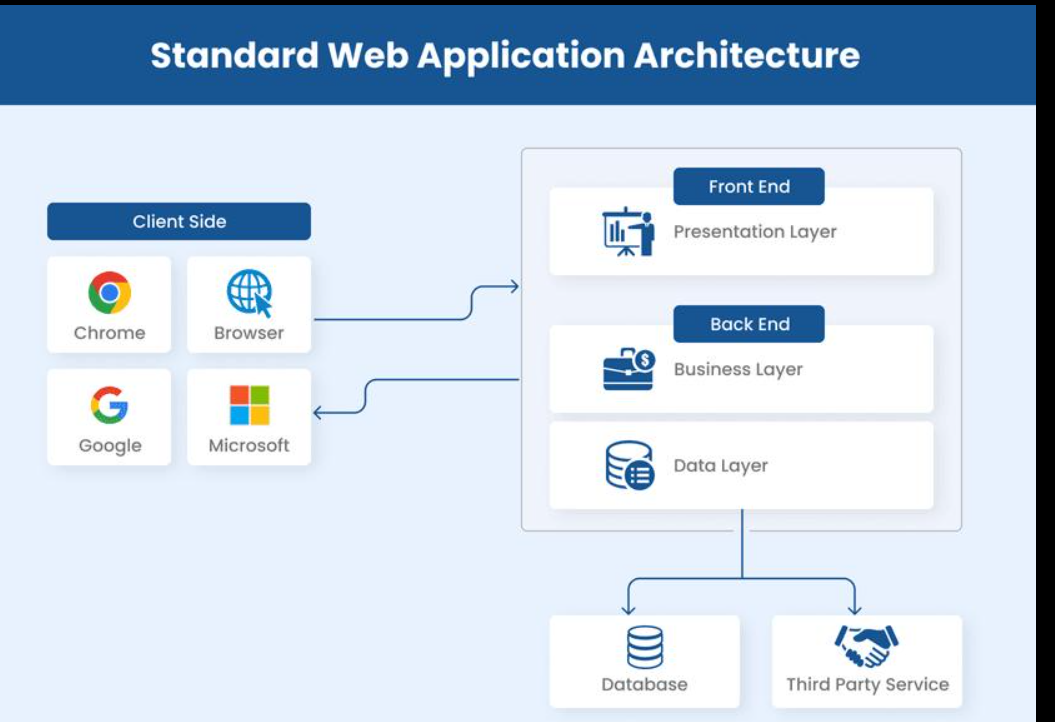 Standard Web Application Architecture
Client Side
Chrome
Browser
Google
Microsoft
Front End
Presentation Layer
Back End
Business Layer
Data Layer
Database
Third Party Service